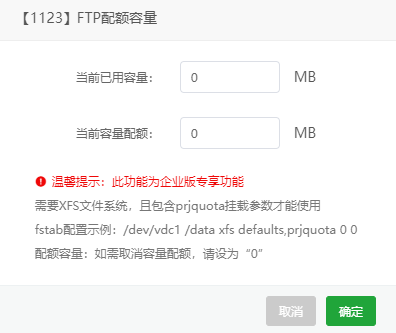 【1123】FTP配额容量
当前已用容量： 0 MB
当前容量配额： 0 MB
温馨提示：此功能为企业版专享功能
需要XFS文件系统，且包含prjquota挂载参数才能使用
fstab配置示例：/dev/vdc1 /data xfs defaults,prjquota 0 0
配额容量：如需取消容量配额，请设为“0”
取消 确定